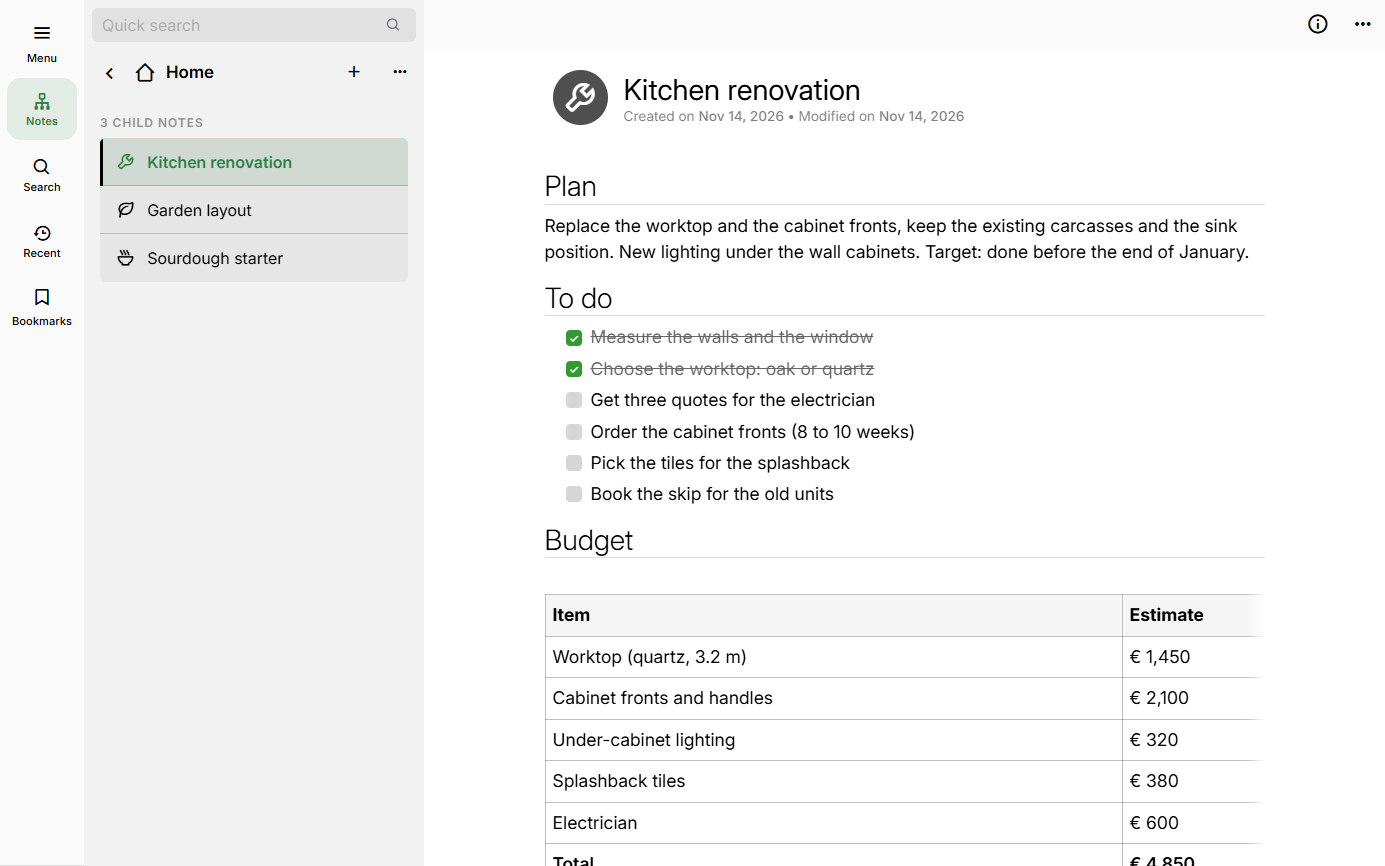 Menu
Notes
Search
Recent
Bookmarks
Quick search
Home
3 CHILD NOTES
Kitchen renovation
Garden layout
Sourdough starter
Kitchen renovation
Created on Nov 14, 2026 • Modified on Nov 14, 2026
Plan
Replace the worktop and the cabinet fronts, keep the existing carcasses and the sink
position. New lighting under the wall cabinets. Target: done before the end of January.
To do
Measure the walls and the window
Choose the worktop: oak or quartz
Get three quotes for the electrician
Order the cabinet fronts (8 to 10 weeks)
Pick the tiles for the splashback
Book the skip for the old units
Budget
Item Estimate
Worktop (quartz, 3.2 m) € 1,450
Cabinet fronts and handles € 2,100
Under-cabinet lighting € 320
Splashback tiles € 380
Electrician € 600
Total € 4,850